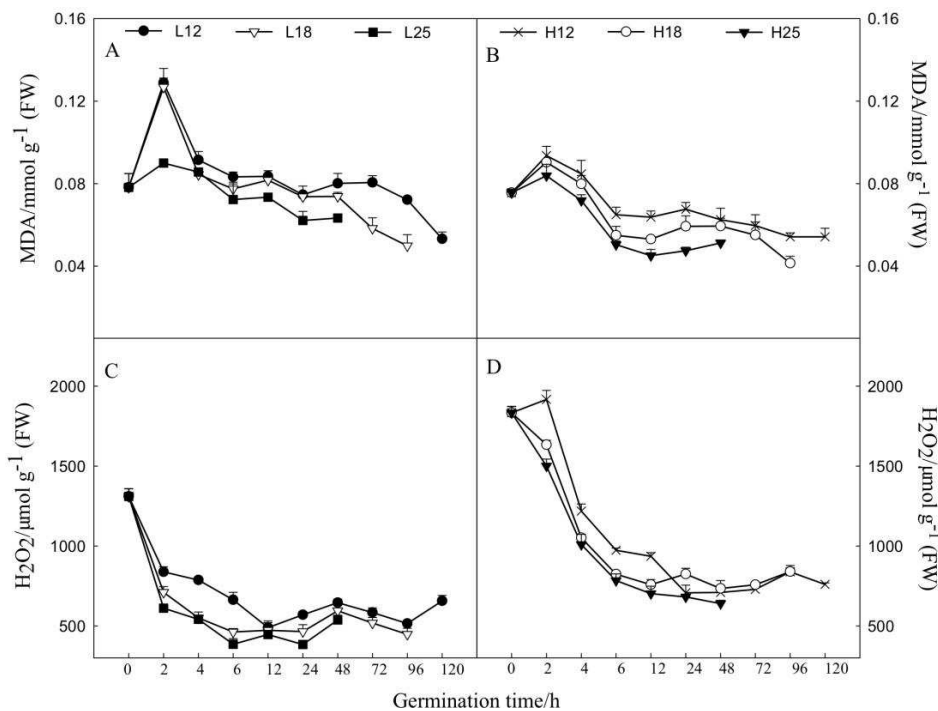 0.16
0.12
0.08
0.04
MDA/mmol g⁻¹ (FW)
A
L12 L18 L25
B
H12 H18 H25
0.16
0.12
0.08
0.04
MDA/mmol g⁻¹ (FW)
2000
1500
1000
500
H₂O₂/μmol g⁻¹ (FW)
C
D
2000
1500
1000
500
H₂O₂/μmol g⁻¹ (FW)
0 2 4 6 12 24 48 72 96 120
0 2 4 6 12 24 48 72 96 120
Germination time/h